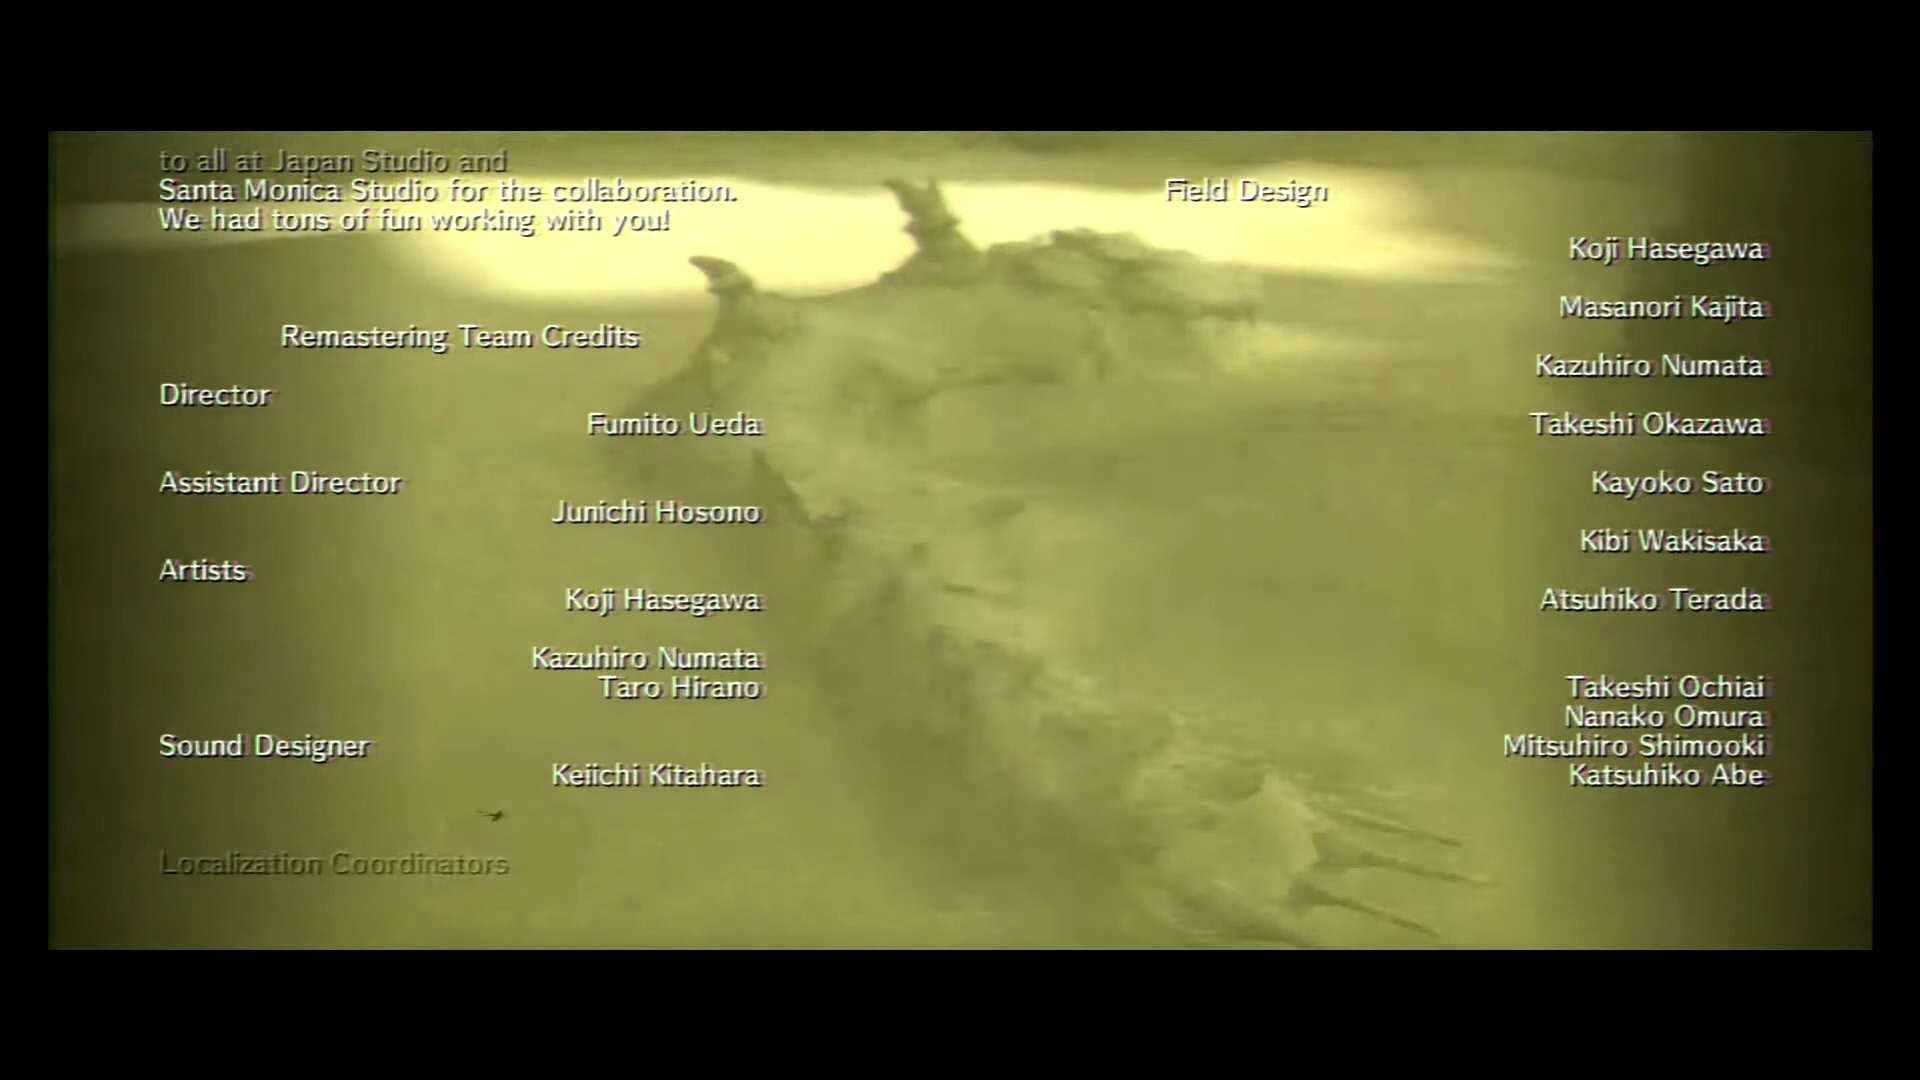 to all at Japan Studio and
Santa Monica Studio for the collaboration.
We had tons of fun working with you!
Remastering Team Credits
Director
Fumito Ueda
Assistant Director
Junichi Hosono
Artists
Koji Hasegawa
Kazuhiro Numata
Taro Hirano
Sound Designer
Keiichi Kitahara
Localization Coordinators
Field Design
Koji Hasegawa
Masanori Kajita
Kazuhiro Numata
Takeshi Okazawa
Kayoko Sato
Kibi Wakisaka
Atsuhiko Terada
Takeshi Ochiai
Nanako Omura
Mitsuhiro Shimooki
Katsuhiko Abe